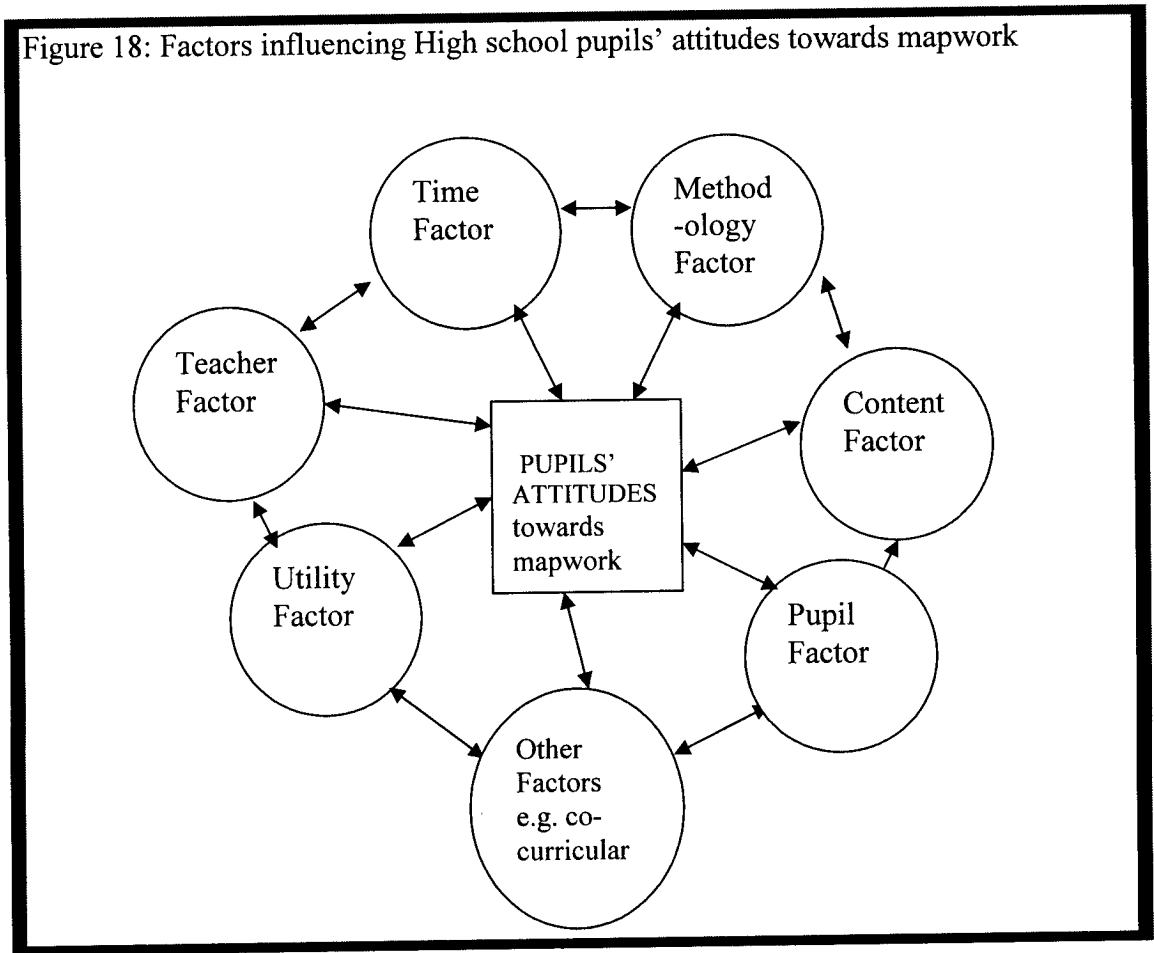 Figure 18: Factors influencing High school pupils' attitudes towards mapwork
Time
Factor
Method
-ology
Factor
Teacher
Factor
Content
Factor
PUPILS'
ATTITUDES
towards
mapwork
Utility
Factor
Pupil
Factor
Other
Factors
e.g. co-
curricular